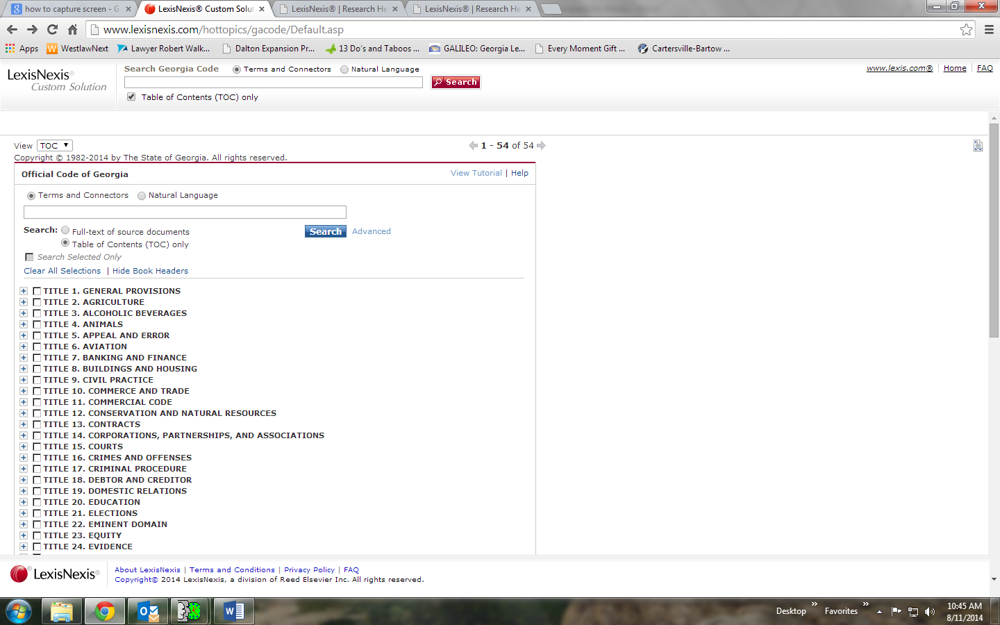 how to capture screen - G
LexisNexis® Custom Solut
LexisNexis® | Research He
LexisNexis® | Research He
www.lexisnexis.com/hottopics/gacode/Default.asp
Apps WestlawNext Lawyer Robert Walk... Dalton Expansion Pr... 13 Do's and Taboos ... GALILEO: Georgia Le... Every Moment Gift ... Cartersville-Bartow ...
LexisNexis®
Custom Solution
Search Georgia Code Terms and Connectors Natural Language
Search
Table of Contents (TOC) only
www.lexis.com® Home FAQ
View TOC 1 - 54 of 54
Copyright © 1982-2014 by The State of Georgia. All rights reserved.
Official Code of Georgia View Tutorial | Help
Terms and Connectors Natural Language
Search: Full-text of source documents Search Advanced
Table of Contents (TOC) only
Search Selected Only
Clear All Selections | Hide Book Headers
TITLE 1. GENERAL PROVISIONS
TITLE 2. AGRICULTURE
TITLE 3. ALCOHOLIC BEVERAGES
TITLE 4. ANIMALS
TITLE 5. APPEAL AND ERROR
TITLE 6. AVIATION
TITLE 7. BANKING AND FINANCE
TITLE 8. BUILDINGS AND HOUSING
TITLE 9. CIVIL PRACTICE
TITLE 10. COMMERCE AND TRADE
TITLE 11. COMMERCIAL CODE
TITLE 12. CONSERVATION AND NATURAL RESOURCES
TITLE 13. CONTRACTS
TITLE 14. CORPORATIONS, PARTNERSHIPS, AND ASSOCIATIONS
TITLE 15. COURTS
TITLE 16. CRIMES AND OFFENSES
TITLE 17. CRIMINAL PROCEDURE
TITLE 18. DEBTOR AND CREDITOR
TITLE 19. DOMESTIC RELATIONS
TITLE 20. EDUCATION
TITLE 21. ELECTIONS
TITLE 22. EMINENT DOMAIN
TITLE 23. EQUITY
TITLE 24. EVIDENCE
LexisNexis®
About LexisNexis | Terms and Conditions | Privacy Policy | FAQ
Copyright© 2014 LexisNexis, a division of Reed Elsevier Inc. All rights reserved.
Desktop » Favorites » 10:45 AM
8/11/2014